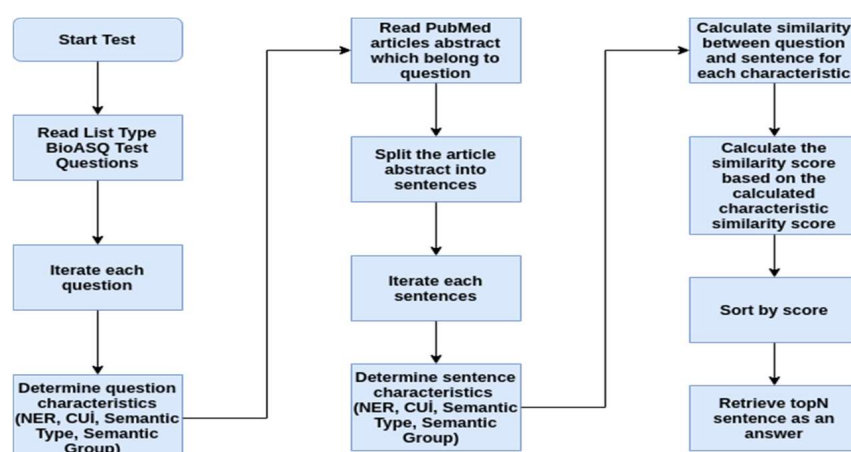 Start Test
Read List Type
BioASQ Test
Questions
Iterate each
question
Determine question
characteristics
(NER, CUİ, Semantic
Type, Semantic
Group)
Read PubMed
articles abstract
which belong to
question
Split the article
abstract into
sentences
Iterate each
sentences
Determine sentence
characteristics
(NER, CUİ, Semantic
Type, Semantic
Group)
Calculate similarity
between question
and sentence for
each characteristic
Calculate the
similarity score
based on the
calculated
characteristic
similarity score
Sort by score
Retrieve topN
sentence as an
answer